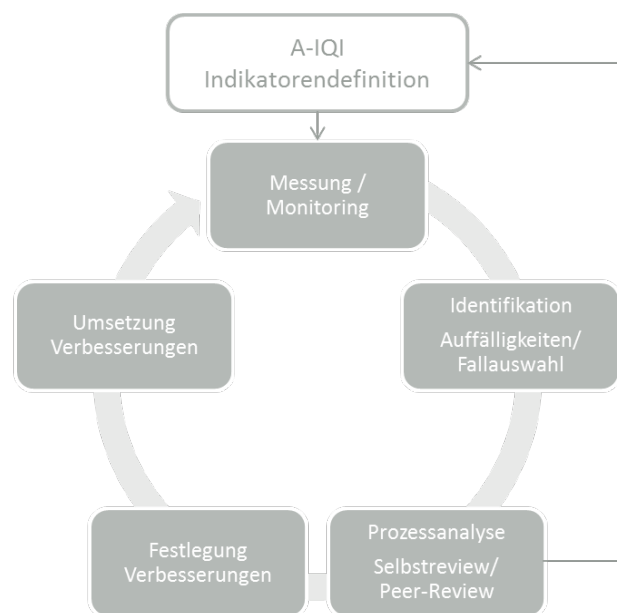 A-IQI
Indikatorendefinition
Messung /
Monitoring
Identifikation
Auffälligkeiten/
Fallauswahl
Prozessanalyse
Selbstreview/
Peer-Review
Festlegung
Verbesserungen
Umsetzung
Verbesserungen